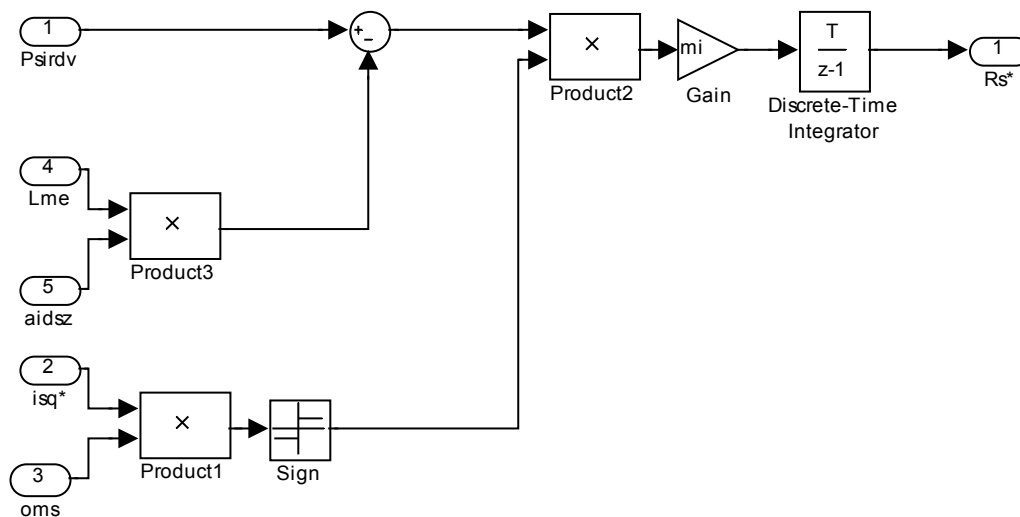 1
Psirdv
+
−
×
Product2
mi
Gain
T
z-1
Discrete-Time
Integrator
1
Rs*
4
Lme
×
Product3
5
aidsz
2
isq*
×
Product1
Sign
3
oms